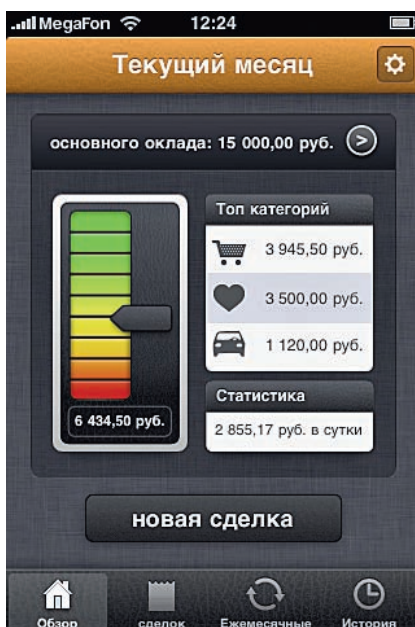 MegaFon 12:24
Текущий месяц
основного оклада: 15 000,00 руб.
Топ категорий
3 945,50 руб.
3 500,00 руб.
1 120,00 руб.
6 434,50 руб.
Статистика
2 855,17 руб. в сутки
новая сделка
Обзор сделок Ежемесячные История